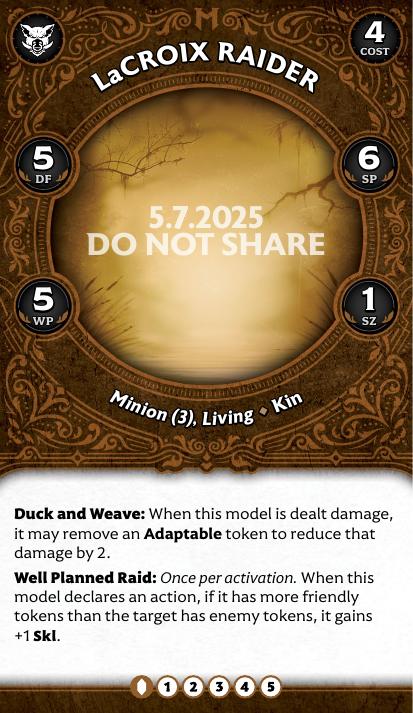 4
COST
LaCROIX RAIDER
5
DF
6
SP
5.7.2025
DO NOT SHARE
5
WP
1
SZ
Minion (3), Living ⬥ Kin
Duck and Weave: When this model is dealt damage,
it may remove an Adaptable token to reduce that
damage by 2.
Well Planned Raid: Once per activation. When this
model declares an action, if it has more friendly
tokens than the target has enemy tokens, it gains
+1 Skl.
1 2 3 4 5